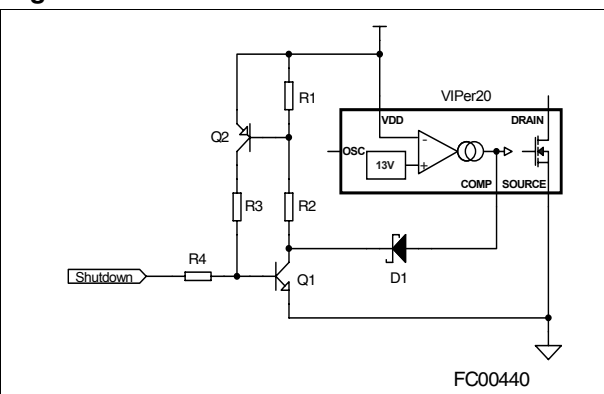 R1
VIPer20
VDD
DRAIN
Q2
-
OSC
13V
+
COMP
SOURCE
R3
R2
R4
Shutdown
Q1
D1
FC00440